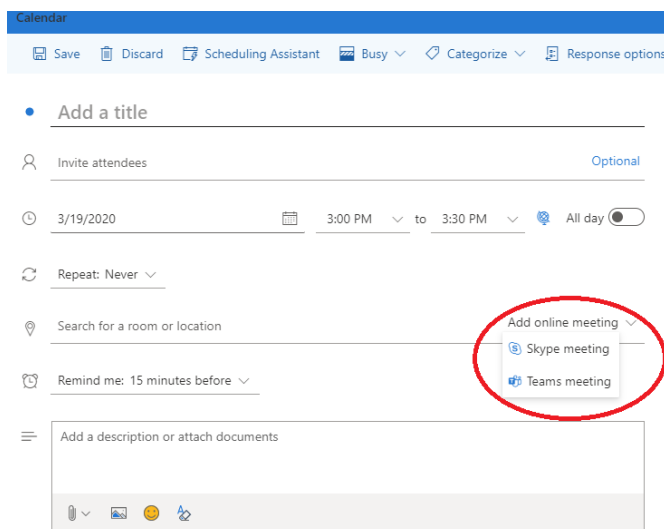 Calendar
Save Discard Scheduling Assistant Busy Categorize Response options
Add a title
Invite attendees Optional
3/19/2020 3:00 PM to 3:30 PM All day
Repeat: Never
Search for a room or location Add online meeting
Skype meeting
Remind me: 15 minutes before Teams meeting
Add a description or attach documents